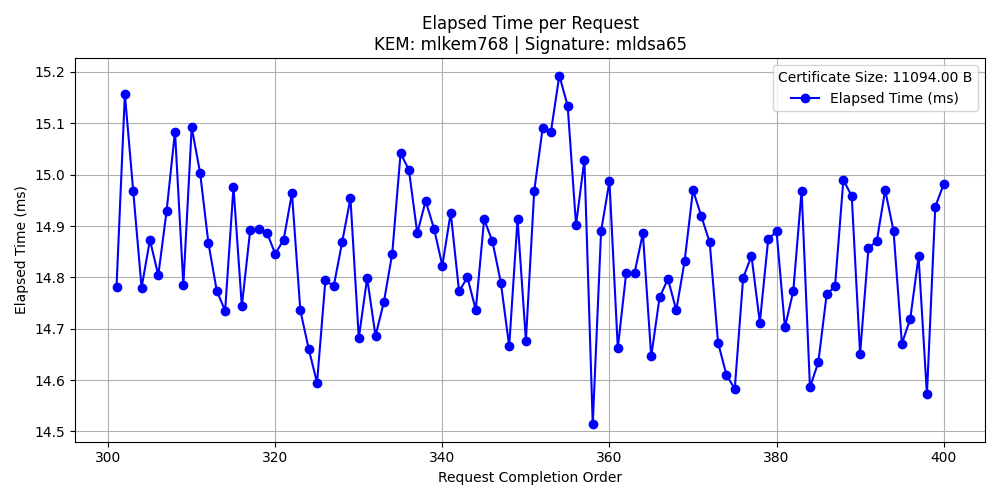 Elapsed Time per Request
KEM: mlkem768 | Signature: mldsa65
Certificate Size: 11094.00 B
Elapsed Time (ms)
Elapsed Time (ms)
15.2
15.1
15.0
14.9
14.8
14.7
14.6
14.5
300 320 340 360 380 400
Request Completion Order